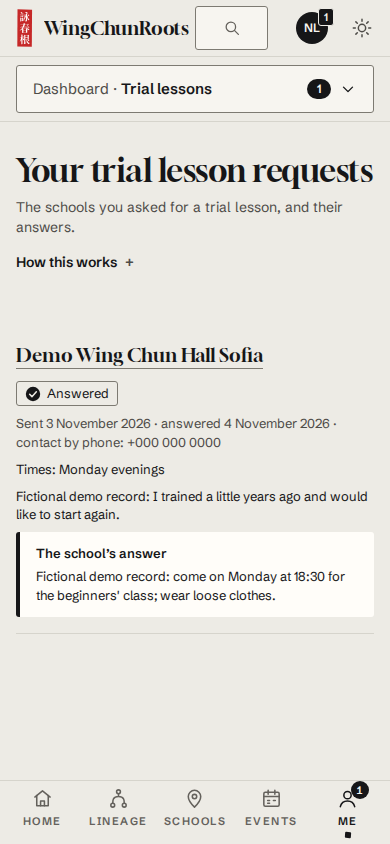 詠春根
WingChunRoots
NL
1
Dashboard · Trial lessons
1
Your trial lesson requests
The schools you asked for a trial lesson, and their
answers.
How this works +
Demo Wing Chun Hall Sofia
Answered
Sent 3 November 2026 · answered 4 November 2026 ·
contact by phone: +000 000 0000
Times: Monday evenings
Fictional demo record: I trained a little years ago and would
like to start again.
The school’s answer
Fictional demo record: come on Monday at 18:30 for
the beginners' class; wear loose clothes.
1
HOME
LINEAGE
SCHOOLS
EVENTS
ME